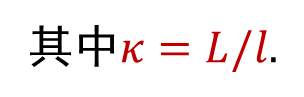 其中κ = L/l.